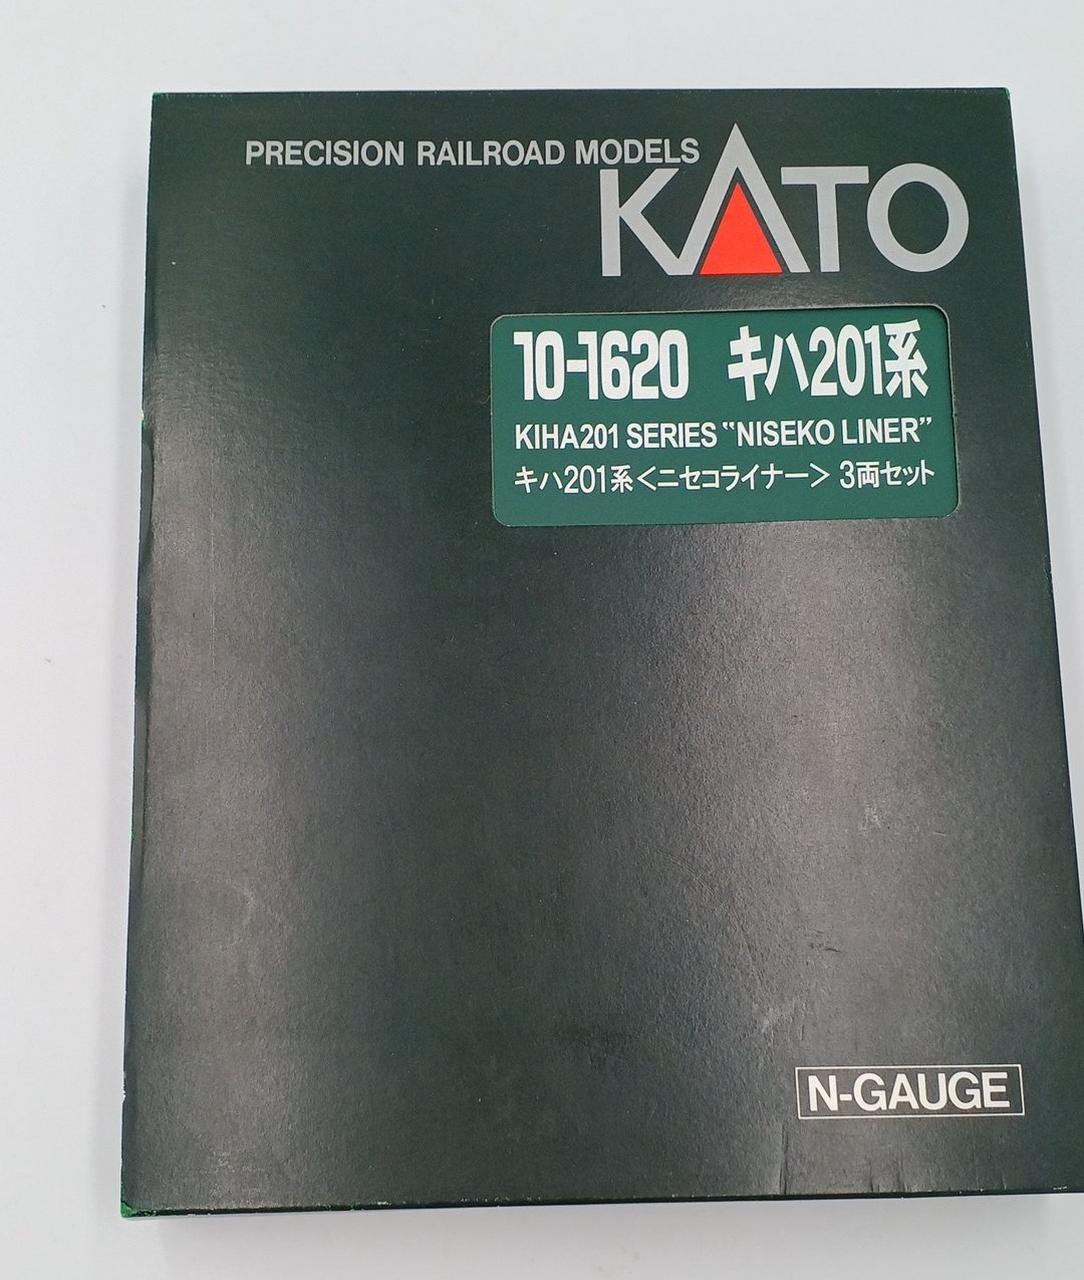 PRECISION RAILROAD MODELS
KATO
10-1620 キハ201系
KIHA201 SERIES “NISEKO LINER”
キハ201系<ニセコライナー> 3両セット
N-GAUGE